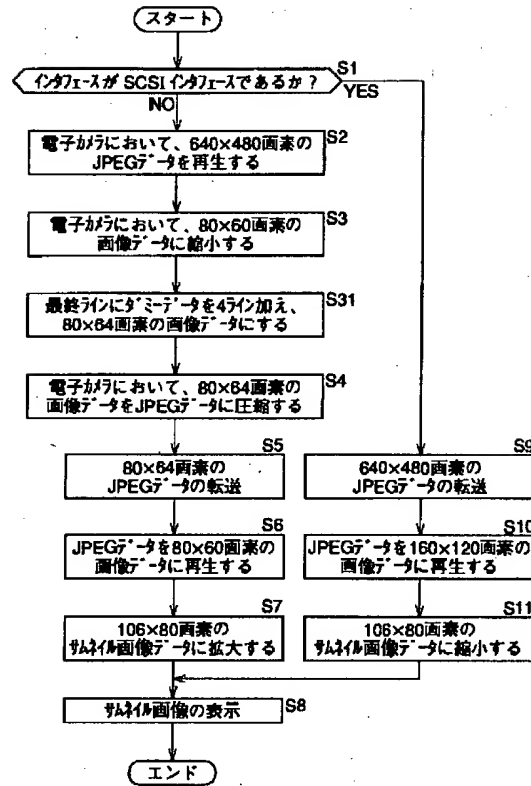 スタート
S1
インタフェースが SCSI インタフェースであるか?
NO
YES
S2
電子カメラにおいて、640×480画素の
JPEGデータを再生する
S3
電子カメラにおいて、80×60画素の
画像データに縮小する
S31
最終ラインにダミーデータを4ライン加え、
80×64画素の画像データにする
S4
電子カメラにおいて、80×64画素の
画像データをJPEGデータに圧縮する
S5
80×64画素の
JPEGデータの転送
S9
640×480画素の
JPEGデータの転送
S6
JPEGデータを80×60画素の
画像データに再生する
S10
JPEGデータを160×120画素の
画像データに再生する
S7
106×80画素の
サムネイル画像データに拡大する
S11
106×80画素の
サムネイル画像データに縮小する
S8
サムネイル画像の表示
エンド